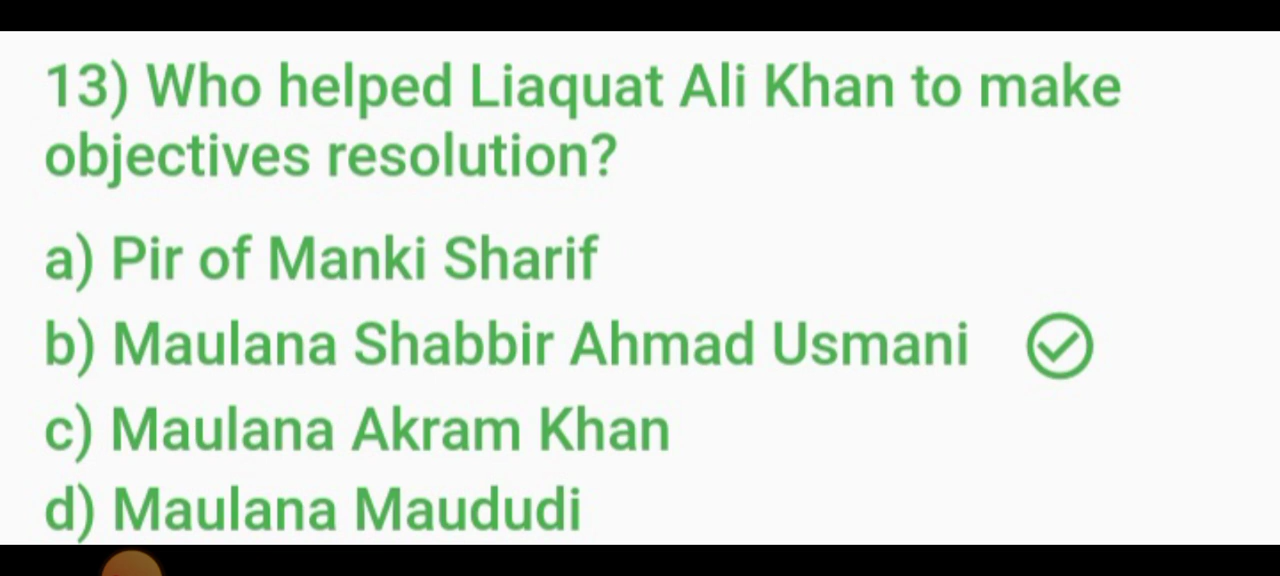 13) Who helped Liaquat Ali Khan to make
objectives resolution?
a) Pir of Manki Sharif
b) Maulana Shabbir Ahmad Usmani
c) Maulana Akram Khan
d) Maulana Maududi